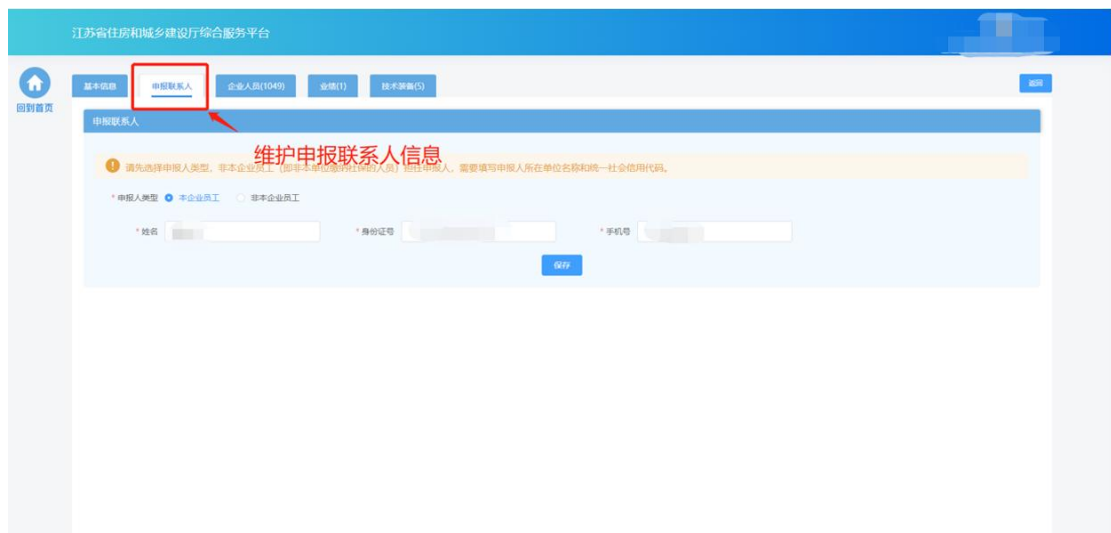 江苏省住房和城乡建设厅综合服务平台
回到首页
基本信息
申报联系人
企业人员(1049)
业绩(1)
技术装备(5)
返回
申报联系人
维护申报联系人信息
请先选择申报人类型，非本企业员工（即非本单位缴纳社保的人员）担任申报人，需要填写申报人所在单位名称和统一社会信用代码。
* 申报人类型 本企业员工 非本企业员工
* 姓名 * 身份证号 * 手机号
保存